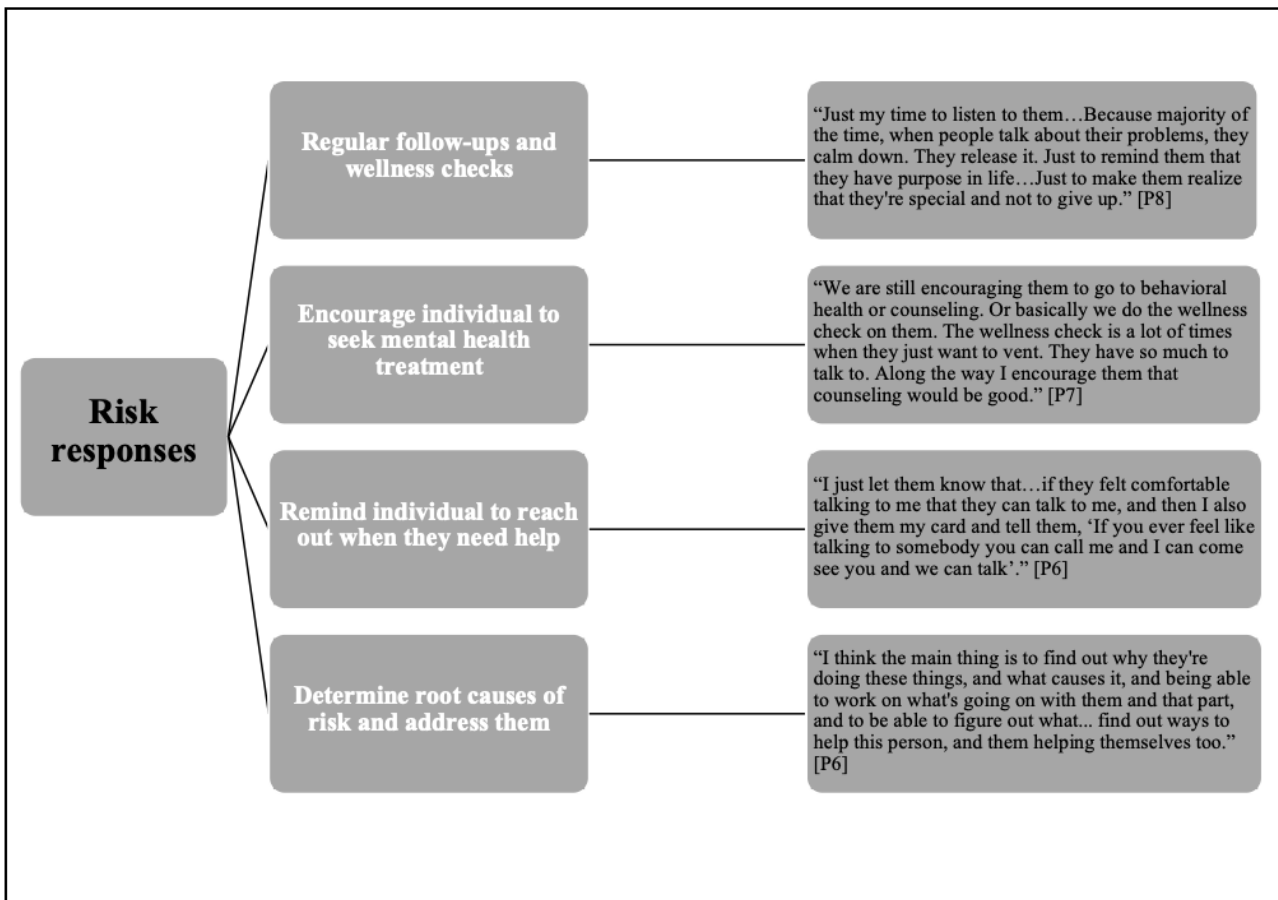 Risk
responses
Regular follow-ups and
wellness checks
“Just my time to listen to them…Because majority of
the time, when people talk about their problems, they
calm down. They release it. Just to remind them that
they have purpose in life…Just to make them realize
that they're special and not to give up.” [P8]
Encourage individual to
seek mental health
treatment
“We are still encouraging them to go to behavioral
health or counseling. Or basically we do the wellness
check on them. The wellness check is a lot of times
when they just want to vent. They have so much to
talk to. Along the way I encourage them that
counseling would be good.” [P7]
Remind individual to reach
out when they need help
“I just let them know that…if they felt comfortable
talking to me that they can talk to me, and then I also
give them my card and tell them, ‘If you ever feel like
talking to somebody you can call me and I can come
see you and we can talk’.” [P6]
Determine root causes of
risk and address them
“I think the main thing is to find out why they're
doing these things, and what causes it, and being able
to work on what's going on with them and that part,
and to be able to figure out what... find out ways to
help this person, and them helping themselves too.”
[P6]